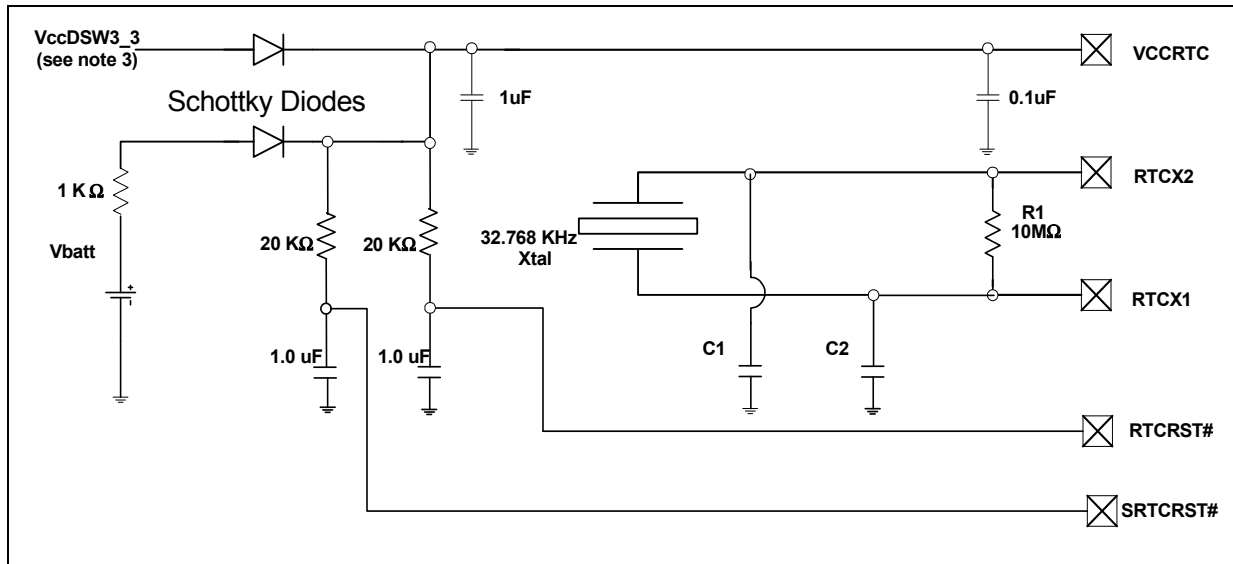 VccDSW3_3
(see note 3)
VCCRTC
1uF
0.1uF
Schottky Diodes
1 KΩ
Vbatt
+
-
20 KΩ
20 KΩ
32.768 KHz
Xtal
RTCX2
R1
10MΩ
RTCX1
1.0 uF
1.0 uF
C1
C2
RTCRST#
SRTCRST#